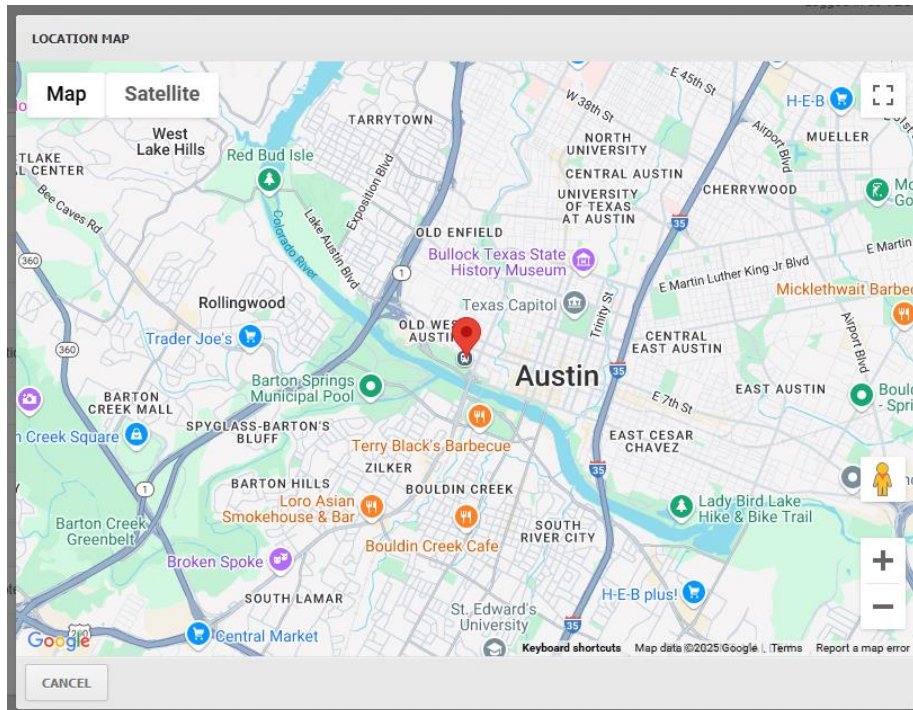 LOCATION MAP
Map
Satellite
E 45th St
W 38th St
H-E-B
Airport Blvd
MUELLER
TARRYTOWN
West
Lake Hills
Red Bud Isle
NORTH
UNIVERSITY
CENTRAL AUSTIN
UNIVERSITY
OF TEXAS
AT AUSTIN
CHERRYWOOD
Bee Caves Rd
Exposition Blvd
Lake Austin Blvd
Colorado River
OLD ENFIELD
35
Bullock Texas State
History Museum
E Martin
E Martin Luther King Jr Blvd
360
1
Rollingwood
Texas Capitol
Trinity St
Micklethwait Barbec
Trader Joe's
OLD WES
AUSTIN
CENTRAL
EAST AUSTIN
Airport Blvd
360
Austin
35
Barton Springs
Municipal Pool
EAST AUSTIN
BARTON
CREEK MALL
E 7th St
n Creek Square
SPYGLASS-BARTON'S
BLUFF
Terry Black's Barbecue
EAST CESAR
CHAVEZ
ZILKER
35
1
BARTON HILLS
BOULDIN CREEK
Loro Asian
Smokehouse & Bar
Lady Bird Lake
Hike & Bike Trail
Barton Creek
Greenbelt
Bouldin Creek Cafe
SOUTH
RIVER CITY
Broken Spoke
H-E-B plus!
SOUTH LAMAR
St. Edward's
University
35
Google
Central Market
Keyboard shortcuts
Map data ©2025 Google
Terms
Report a map error
CANCEL